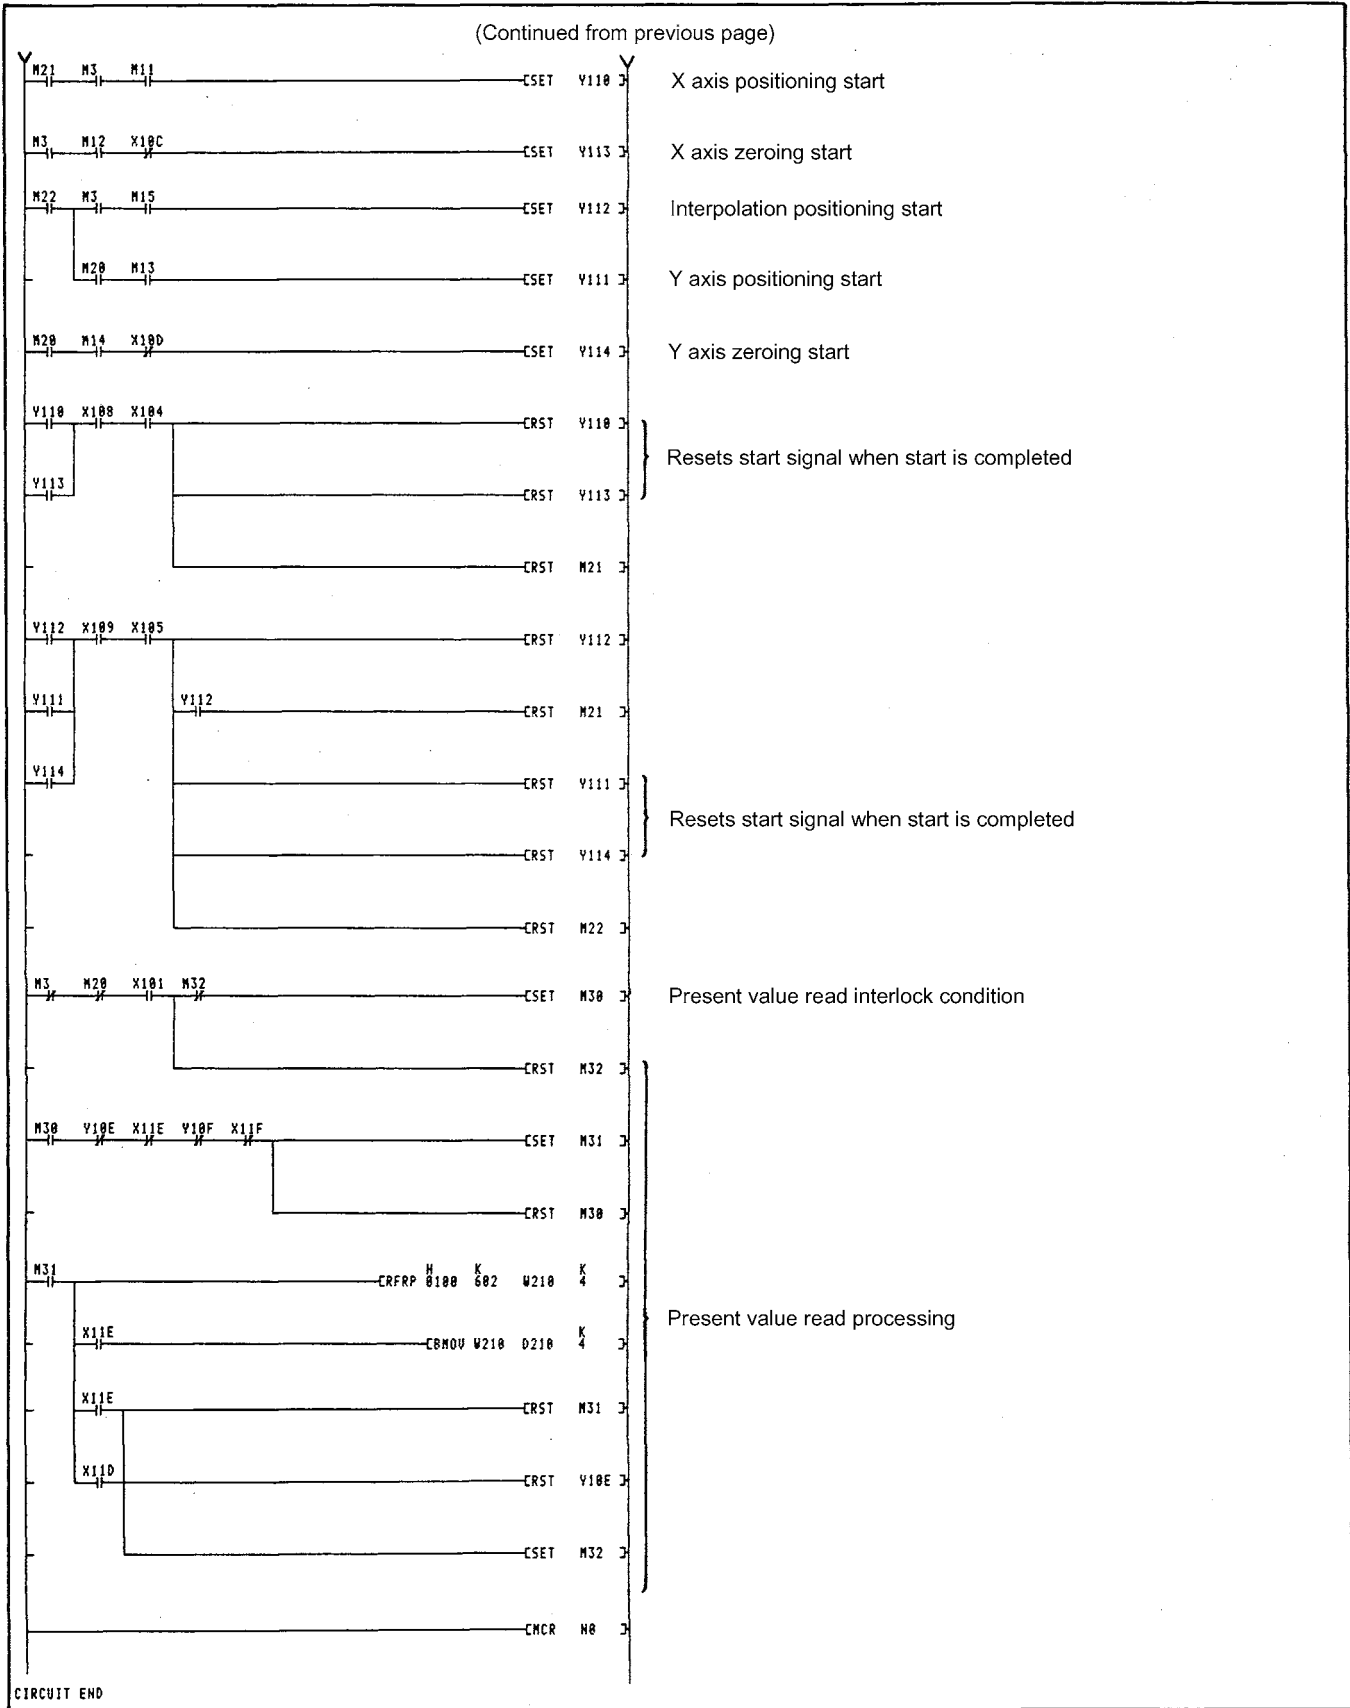 (Continued from previous page)
M21 M3 M11 [SET Y110 ] X axis positioning start
M3 M12 X10C [SET Y113 ] X axis zeroing start
M22 M3 M15 [SET Y112 ] Interpolation positioning start
M20 M13 [SET Y111 ] Y axis positioning start
M20 M14 X10D [SET Y114 ] Y axis zeroing start
Y110 X108 X104 [RST Y110 ]
Resets start signal when start is completed
Y113 [RST Y113 ]
[RST M21 ]
Y112 X109 X105 [RST Y112 ]
Y111 Y112 [RST M21 ]
Y114 [RST Y111 ]
Resets start signal when start is completed
[RST Y114 ]
[RST M22 ]
M3 M20 X101 M32 [SET M30 ] Present value read interlock condition
[RST M32 ]
M30 Y10E X11E Y10F X11F [SET M31 ]
[RST M30 ]
M31 [RFRP H0100 K602 W210 K4 ]
Present value read processing
X11E [BMOV W210 D210 K4 ]
X11E [RST M31 ]
X11D [RST Y10E ]
[SET M32 ]
[MCR N0 ]
CIRCUIT END